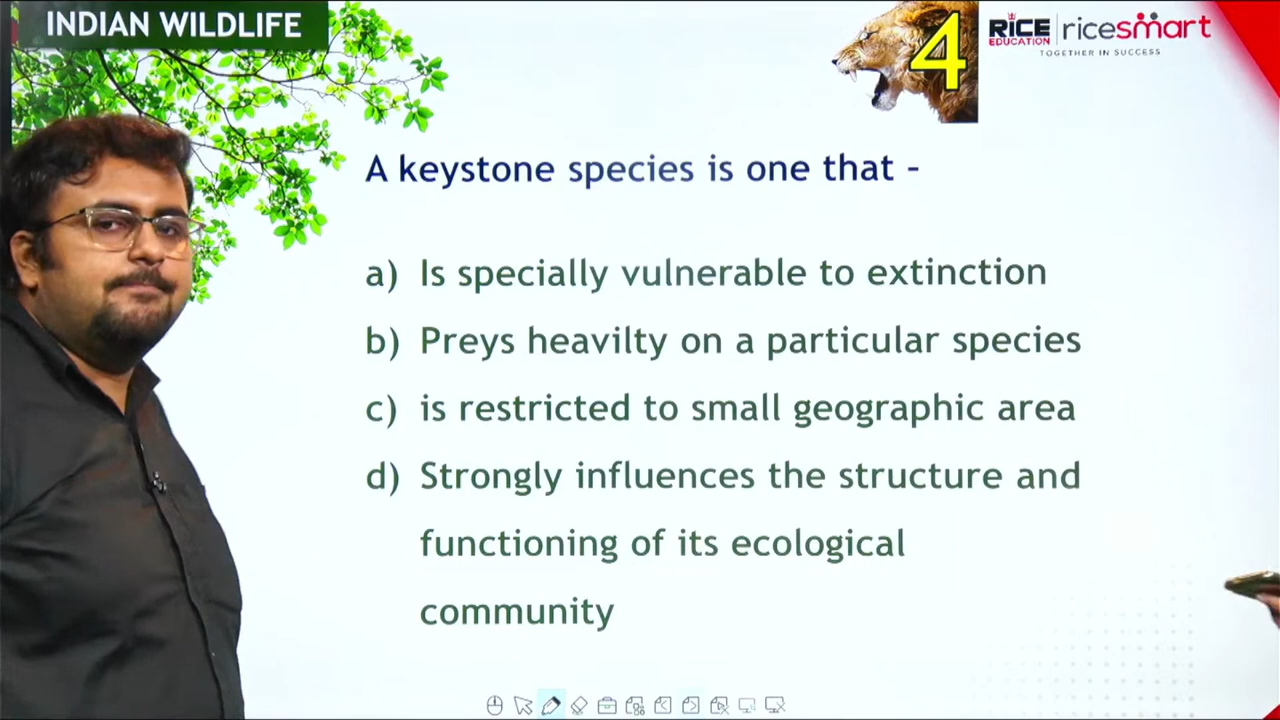 INDIAN WILDLIFE
4
RICE EDUCATION
ricesmart
TOGETHER IN SUCCESS
A keystone species is one that –
a) Is specially vulnerable to extinction
b) Preys heavilty on a particular species
c) is restricted to small geographic area
d) Strongly influences the structure and
functioning of its ecological
community